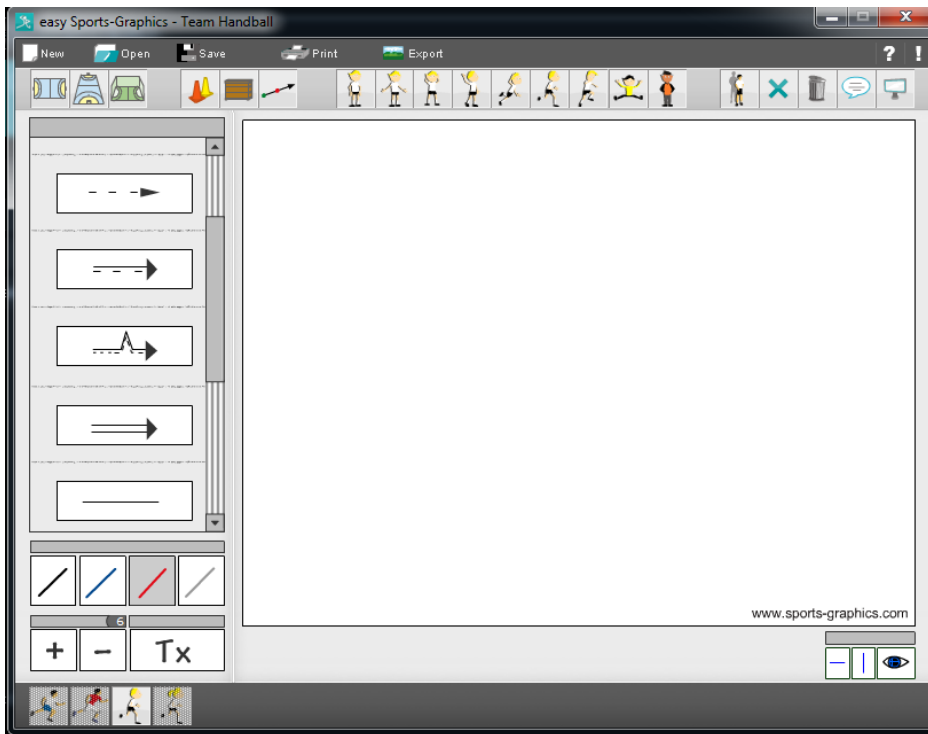 easy Sports-Graphics - Team Handball
New Open Save Print Export ? !
www.sports-graphics.com
6
+ - Tx